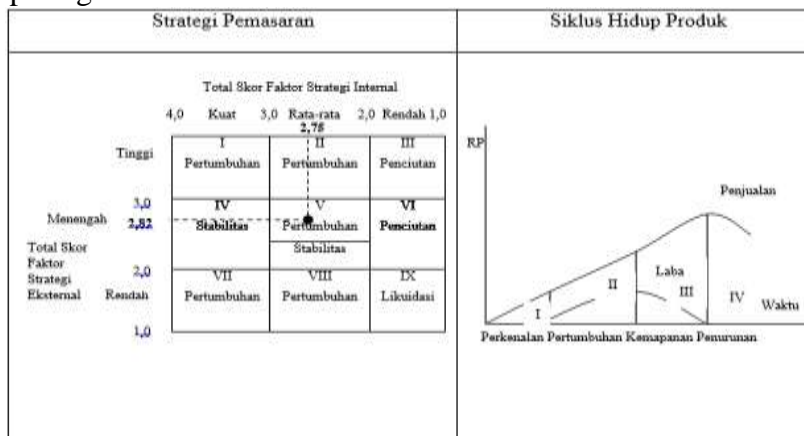 Strategi Pemasaran
Siklus Hidup Produk
Total Skor Faktor Strategi Internal
4,0 Kuat 3,0 Rata-rata 2,0 Rendah 1,0
2,75
Tinggi
I
Pertumbuhan
II
Pertumbuhan
III
Penciutan
3,0
Menengah
IV
Stabilitas
V
Pertumbuhan
Stabilitas
VI
Penciutan
Total Skor
Faktor
Strategi
Eksternal
2,0
Rendah
VII
Pertumbuhan
VIII
Pertumbuhan
IX
Likuidasi
1,0
RP
Penjualan
Laba
I
II
III
IV
Waktu
Perkenalan Pertumbuhan Kemapanan Penurunan